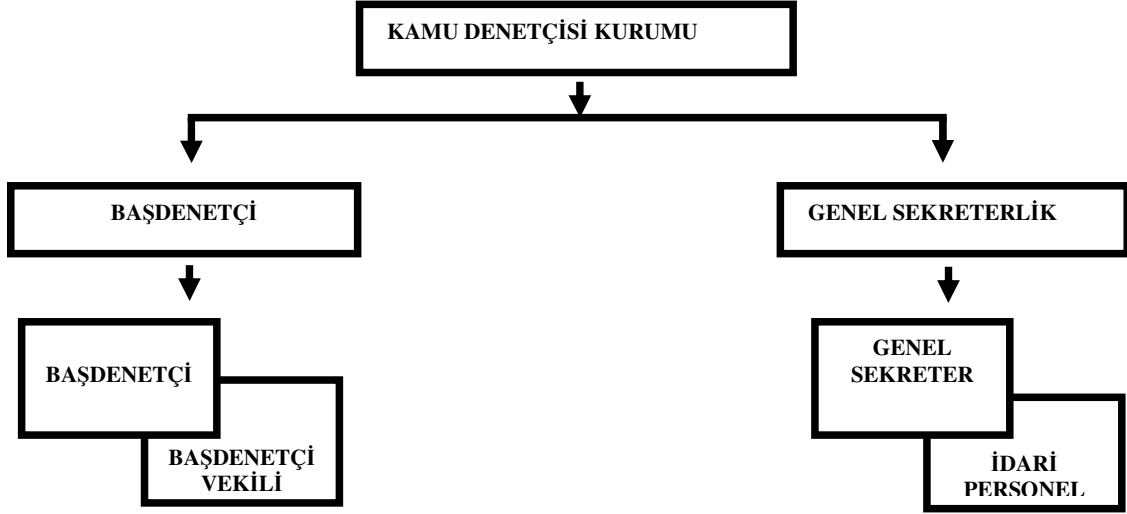 KAMU DENETÇİSİ KURUMU
BAŞDENETÇİ
GENEL SEKRETERLİK
BAŞDENETÇİ
BAŞDENETÇİ
VEKİLİ
GENEL
SEKRETER
İDARİ
PERSONEL